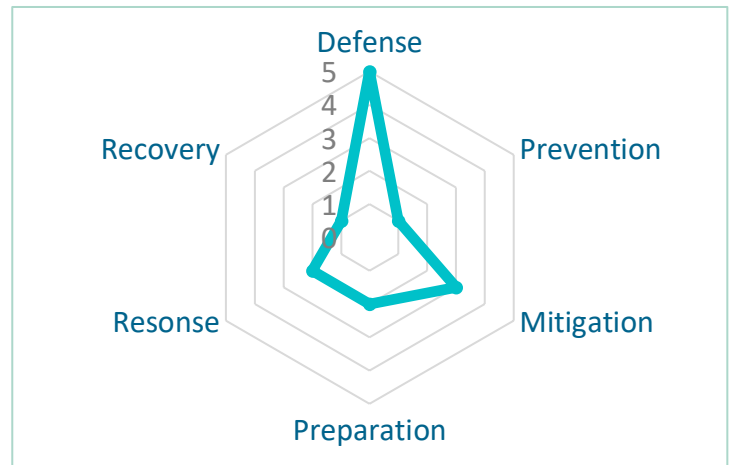 Defense
5
4
3
2
1
0
Recovery
Prevention
Resonse
Mitigation
Preparation